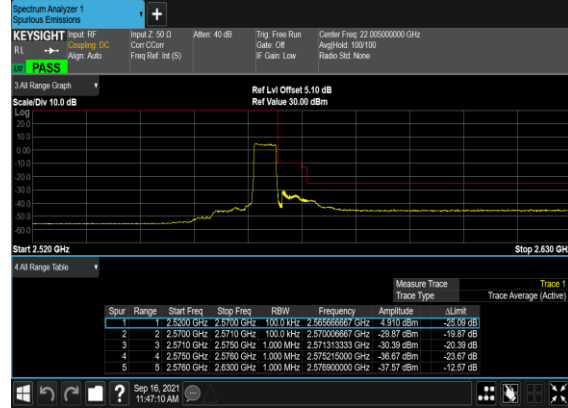 Spectrum Analyzer 1
Spurious Emissions
+
KEYSIGHT Input: RF Input Z: 50 Ω Atten: 40 dB Trig: Free Run Center Freq: 22.005000000 GHz
RL Coupling: DC Corr CCorr Gate: Off Avg|Hold: 100/100
Align: Auto Freq Ref: Int (S) IF Gain: Low Radio Std: None
PASS
3 All Range Graph
Ref Lvl Offset 5.10 dB
Scale/Div 10.0 dB Ref Value 30.00 dBm
Log
20.0
10.0
0.00
-10.0
-20.0
-30.0
-40.0
-50.0
-60.0
Start 2.520 GHz Stop 2.630 GH
4 All Range Table
Measure Trace Trace 1
Trace Type Trace Average (Active)
Spur Range Start Freq Stop Freq RBW Frequency Amplitude ΔLimit
1 1 2.5200 GHz 2.5700 GHz 100.0 kHz 2.565666667 GHz 4.910 dBm -25.09 dB
2 2 2.5700 GHz 2.5710 GHz 100.0 kHz 2.570006667 GHz -29.87 dBm -19.87 dB
3 3 2.5710 GHz 2.5750 GHz 1.000 MHz 2.571313333 GHz -30.39 dBm -20.39 dB
4 4 2.5750 GHz 2.5760 GHz 1.000 MHz 2.575215000 GHz -36.67 dBm -23.67 dB
5 5 2.5760 GHz 2.6300 GHz 1.000 MHz 2.576900000 GHz -37.57 dBm -12.57 dB
? Sep 16, 2021
11:47:10 AM